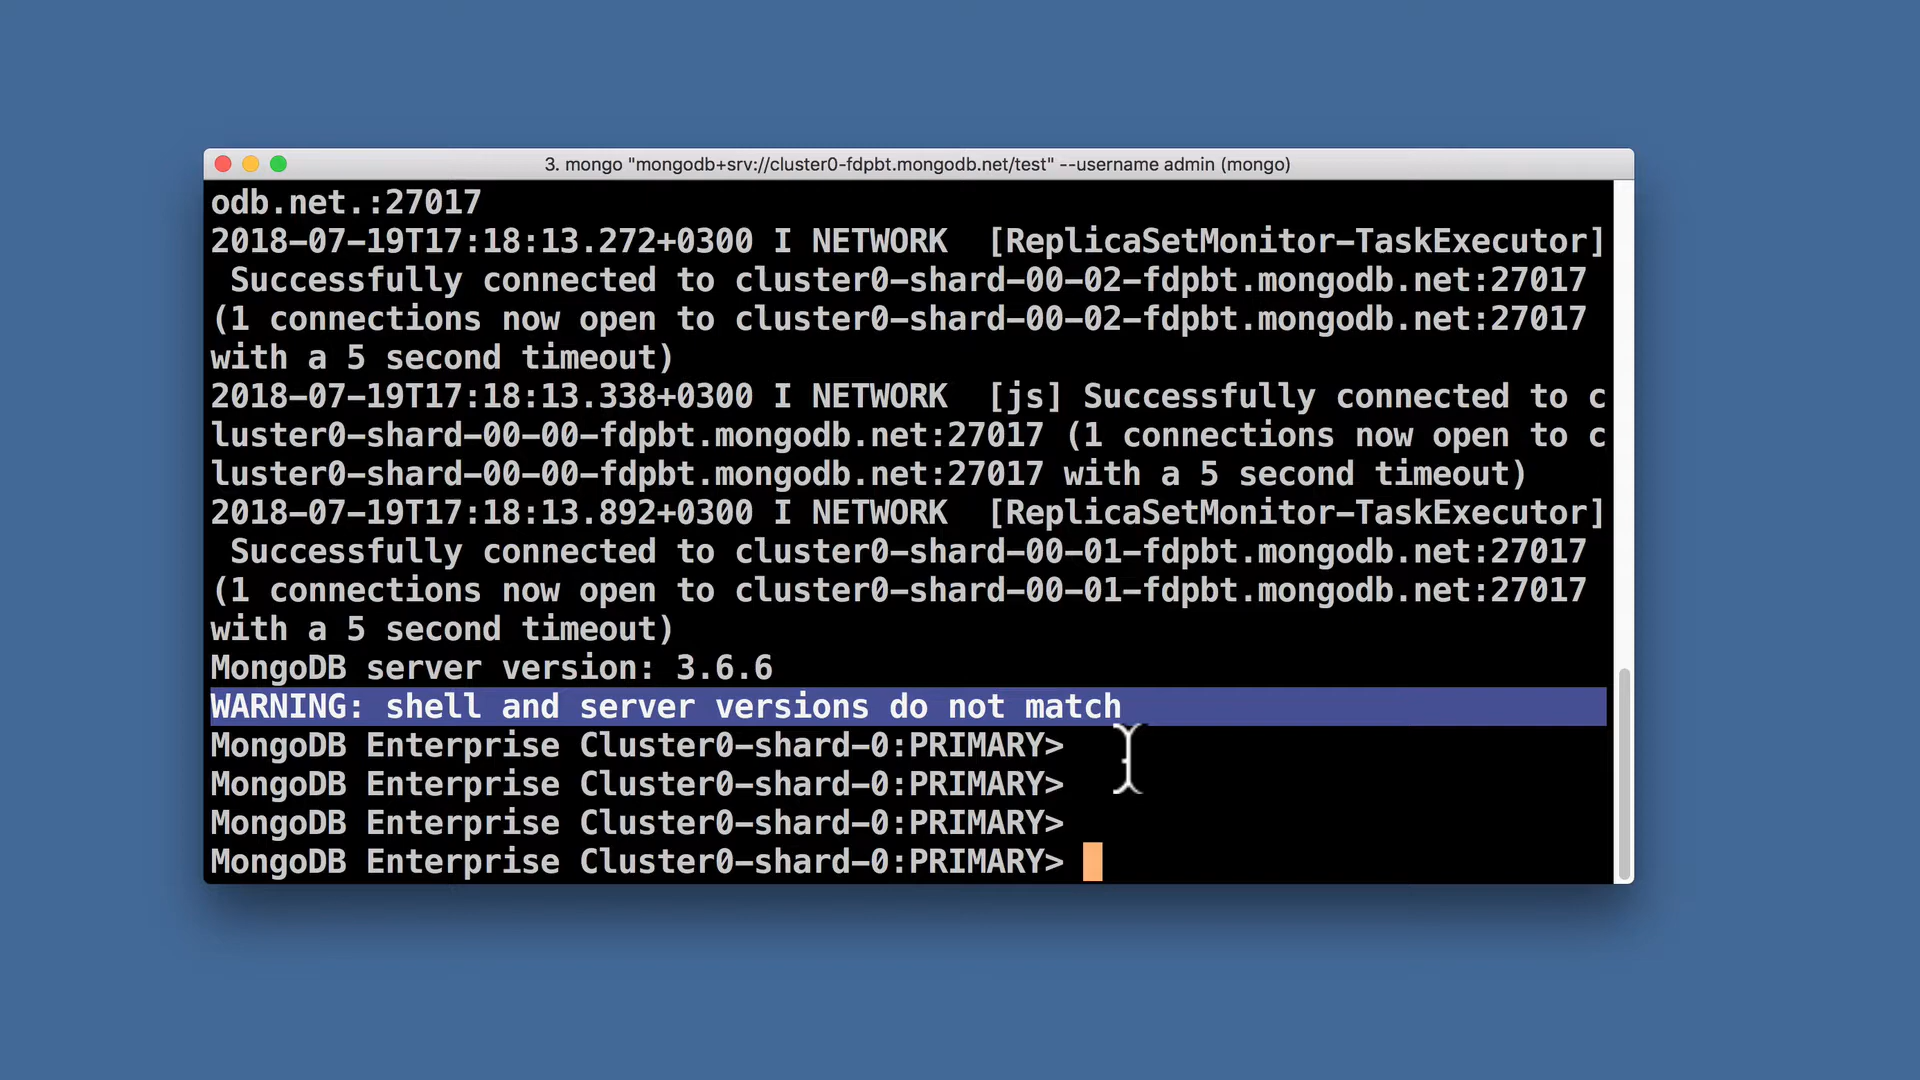 3. mongo "mongodb+srv://cluster0-fdpbt.mongodb.net/test" --username admin (mongo)
odb.net.:27017
2018-07-19T17:18:13.272+0300 I NETWORK  [ReplicaSetMonitor-TaskExecutor]
 Successfully connected to cluster0-shard-00-02-fdpbt.mongodb.net:27017
(1 connections now open to cluster0-shard-00-02-fdpbt.mongodb.net:27017
with a 5 second timeout)
2018-07-19T17:18:13.338+0300 I NETWORK  [js] Successfully connected to c
luster0-shard-00-00-fdpbt.mongodb.net:27017 (1 connections now open to c
luster0-shard-00-00-fdpbt.mongodb.net:27017 with a 5 second timeout)
2018-07-19T17:18:13.892+0300 I NETWORK  [ReplicaSetMonitor-TaskExecutor]
 Successfully connected to cluster0-shard-00-01-fdpbt.mongodb.net:27017
(1 connections now open to cluster0-shard-00-01-fdpbt.mongodb.net:27017
with a 5 second timeout)
MongoDB server version: 3.6.6
WARNING: shell and server versions do not match
MongoDB Enterprise Cluster0-shard-0:PRIMARY>
MongoDB Enterprise Cluster0-shard-0:PRIMARY>
MongoDB Enterprise Cluster0-shard-0:PRIMARY>
MongoDB Enterprise Cluster0-shard-0:PRIMARY>